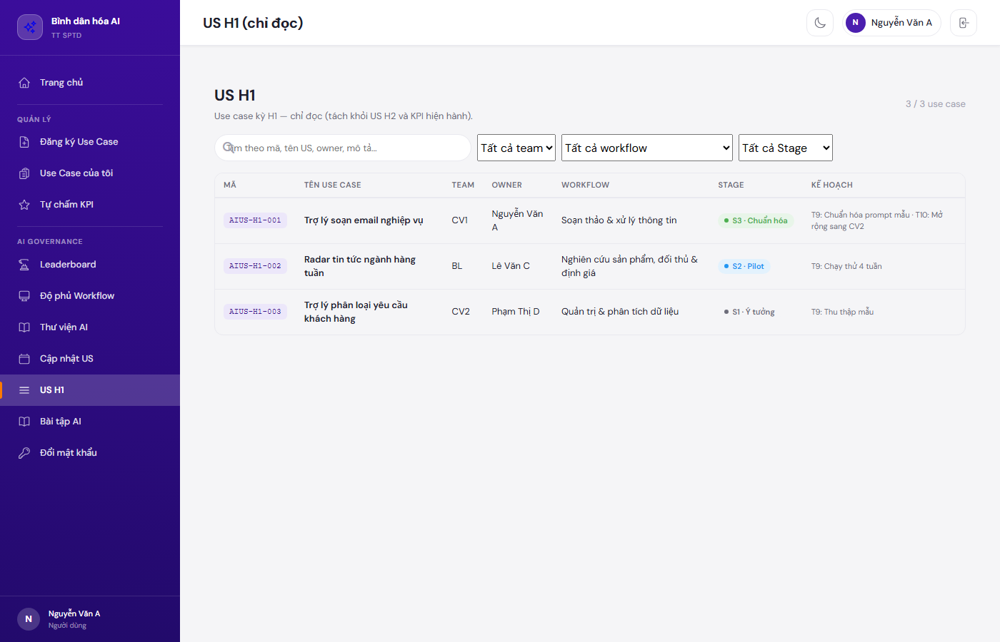 Bình dân hóa AI
TT SPTD
Trang chủ
QUẢN LÝ
Đăng ký Use Case
Use Case của tôi
Tự chấm KPI
AI GOVERNANCE
Leaderboard
Độ phủ Workflow
Thư viện AI
Cập nhật US
US H1
Bài tập AI
Đổi mật khẩu
N
Nguyễn Văn A
Người dùng
US H1 (chỉ đọc)
N Nguyễn Văn A
US H1
Use case kỳ H1 — chỉ đọc (tách khỏi US H2 và KPI hiện hành).
3 / 3 use case
Tìm theo mã, tên US, owner, mô tả...
Tất cả team
Tất cả workflow
Tất cả Stage
MÃ TÊN USE CASE TEAM OWNER WORKFLOW STAGE KẾ HOẠCH
AIUS-H1-001
Trợ lý soạn email nghiệp vụ
CV1
Nguyễn Văn
A
Soạn thảo & xử lý thông tin
S3 · Chuẩn hóa
T9: Chuẩn hóa prompt mẫu · T10: Mở
rộng sang CV2
AIUS-H1-002
Radar tin tức ngành hàng
tuần
BL
Lê Văn C
Nghiên cứu sản phẩm, đối thủ &
định giá
S2 · Pilot
T9: Chạy thử 4 tuần
AIUS-H1-003
Trợ lý phân loại yêu cầu
khách hàng
CV2
Phạm Thị D
Quản trị & phân tích dữ liệu
S1 · Ý tưởng
T9: Thu thập mẫu